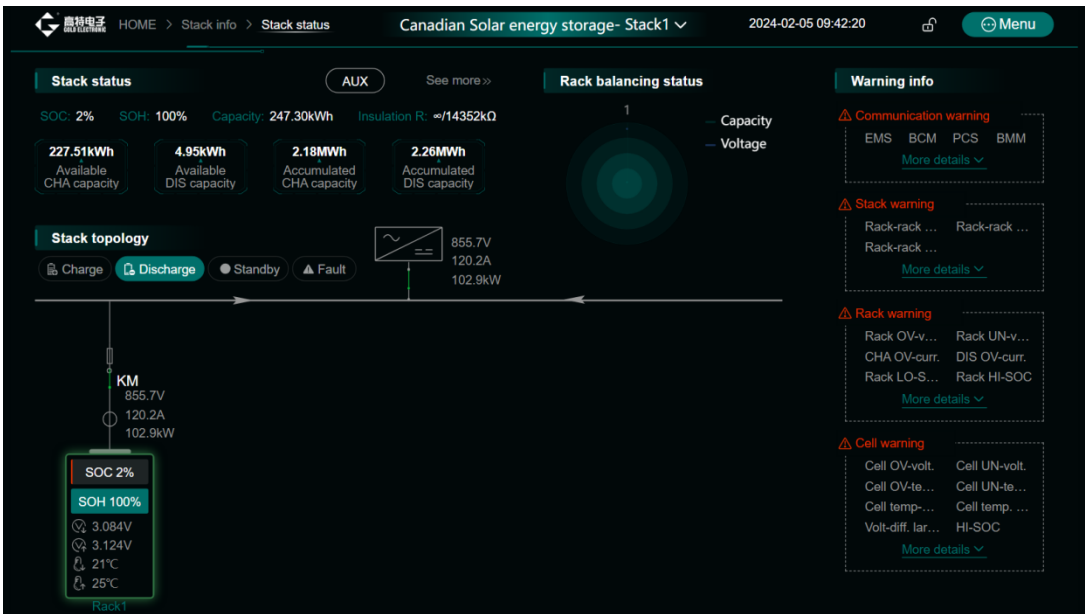 高特电子 GOLD ELECTRONIC HOME > Stack info > Stack status Canadian Solar energy storage- Stack1 2024-02-05 09:42:20 Menu
Stack status AUX See more»
SOC: 2% SOH: 100% Capacity: 247.30kWh Insulation R: ∞/14352kΩ
227.51kWh
Available
CHA capacity
4.95kWh
Available
DIS capacity
2.18MWh
Accumulated
CHA capacity
2.26MWh
Accumulated
DIS capacity
Rack balancing status
1
Capacity
Voltage
Stack topology
Charge Discharge Standby Fault
855.7V
120.2A
102.9kW
KM
855.7V
120.2A
102.9kW
SOC 2%
SOH 100%
3.084V
3.124V
21℃
25℃
Rack1
Warning info
Communication warning
EMS BCM PCS BMM
More details
Stack warning
Rack-rack ... Rack-rack ...
Rack-rack ...
More details
Rack warning
Rack OV-v... Rack UN-v...
CHA OV-curr. DIS OV-curr.
Rack LO-S... Rack HI-SOC
More details
Cell warning
Cell OV-volt. Cell UN-volt.
Cell OV-te... Cell UN-te...
Cell temp-... Cell temp. ...
Volt-diff. lar... HI-SOC
More details